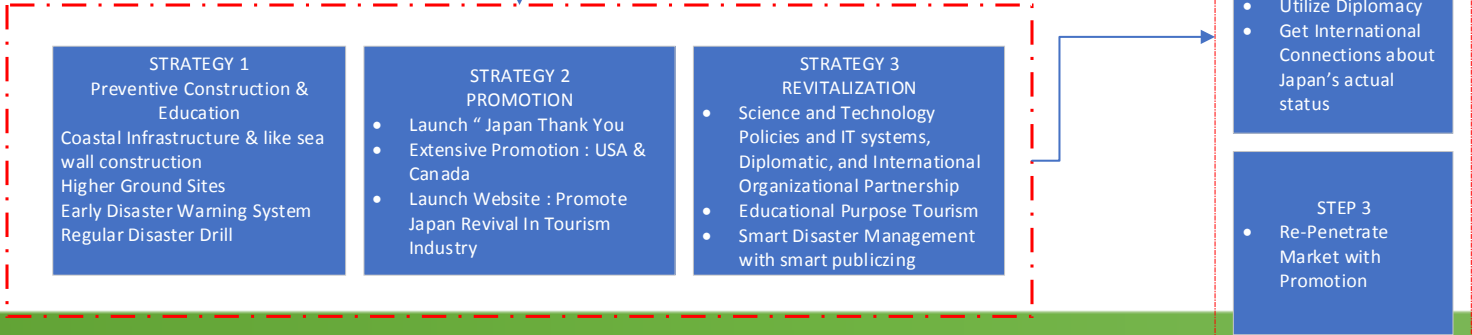 STRATEGY 1
Preventive Construction &
Education
Coastal Infrastructure & like sea
wall construction
Higher Ground Sites
Early Disaster Warning System
Regular Disaster Drill
STRATEGY 2
PROMOTION
• Launch “ Japan Thank You
• Extensive Promotion : USA &
Canada
• Launch Website : Promote
Japan Revival In Tourism
Industry
STRATEGY 3
REVITALIZATION
• Science and Technology
Policies and IT systems,
Diplomatic, and International
Organizational Partnership
• Educational Purpose Tourism
• Smart Disaster Management
with smart publiczing
• Utilize Diplomacy
• Get International
Connections about
Japan’s actual
status
STEP 3
• Re-Penetrate
Market with
Promotion